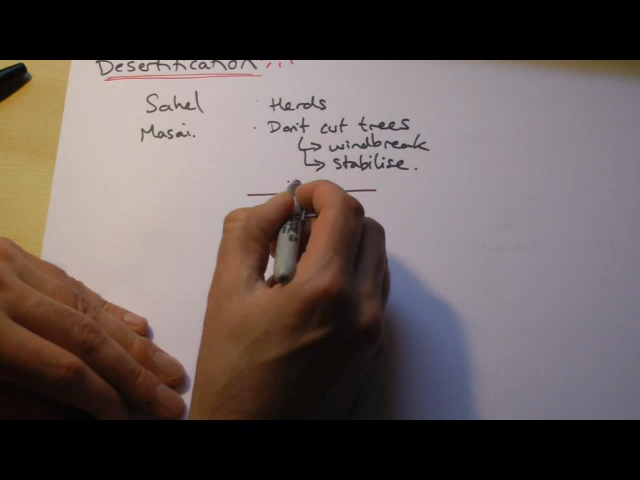 Desertification
Sahel · Herds
Masai. · Don't cut trees
↳ windbreak
↳ stabilise.